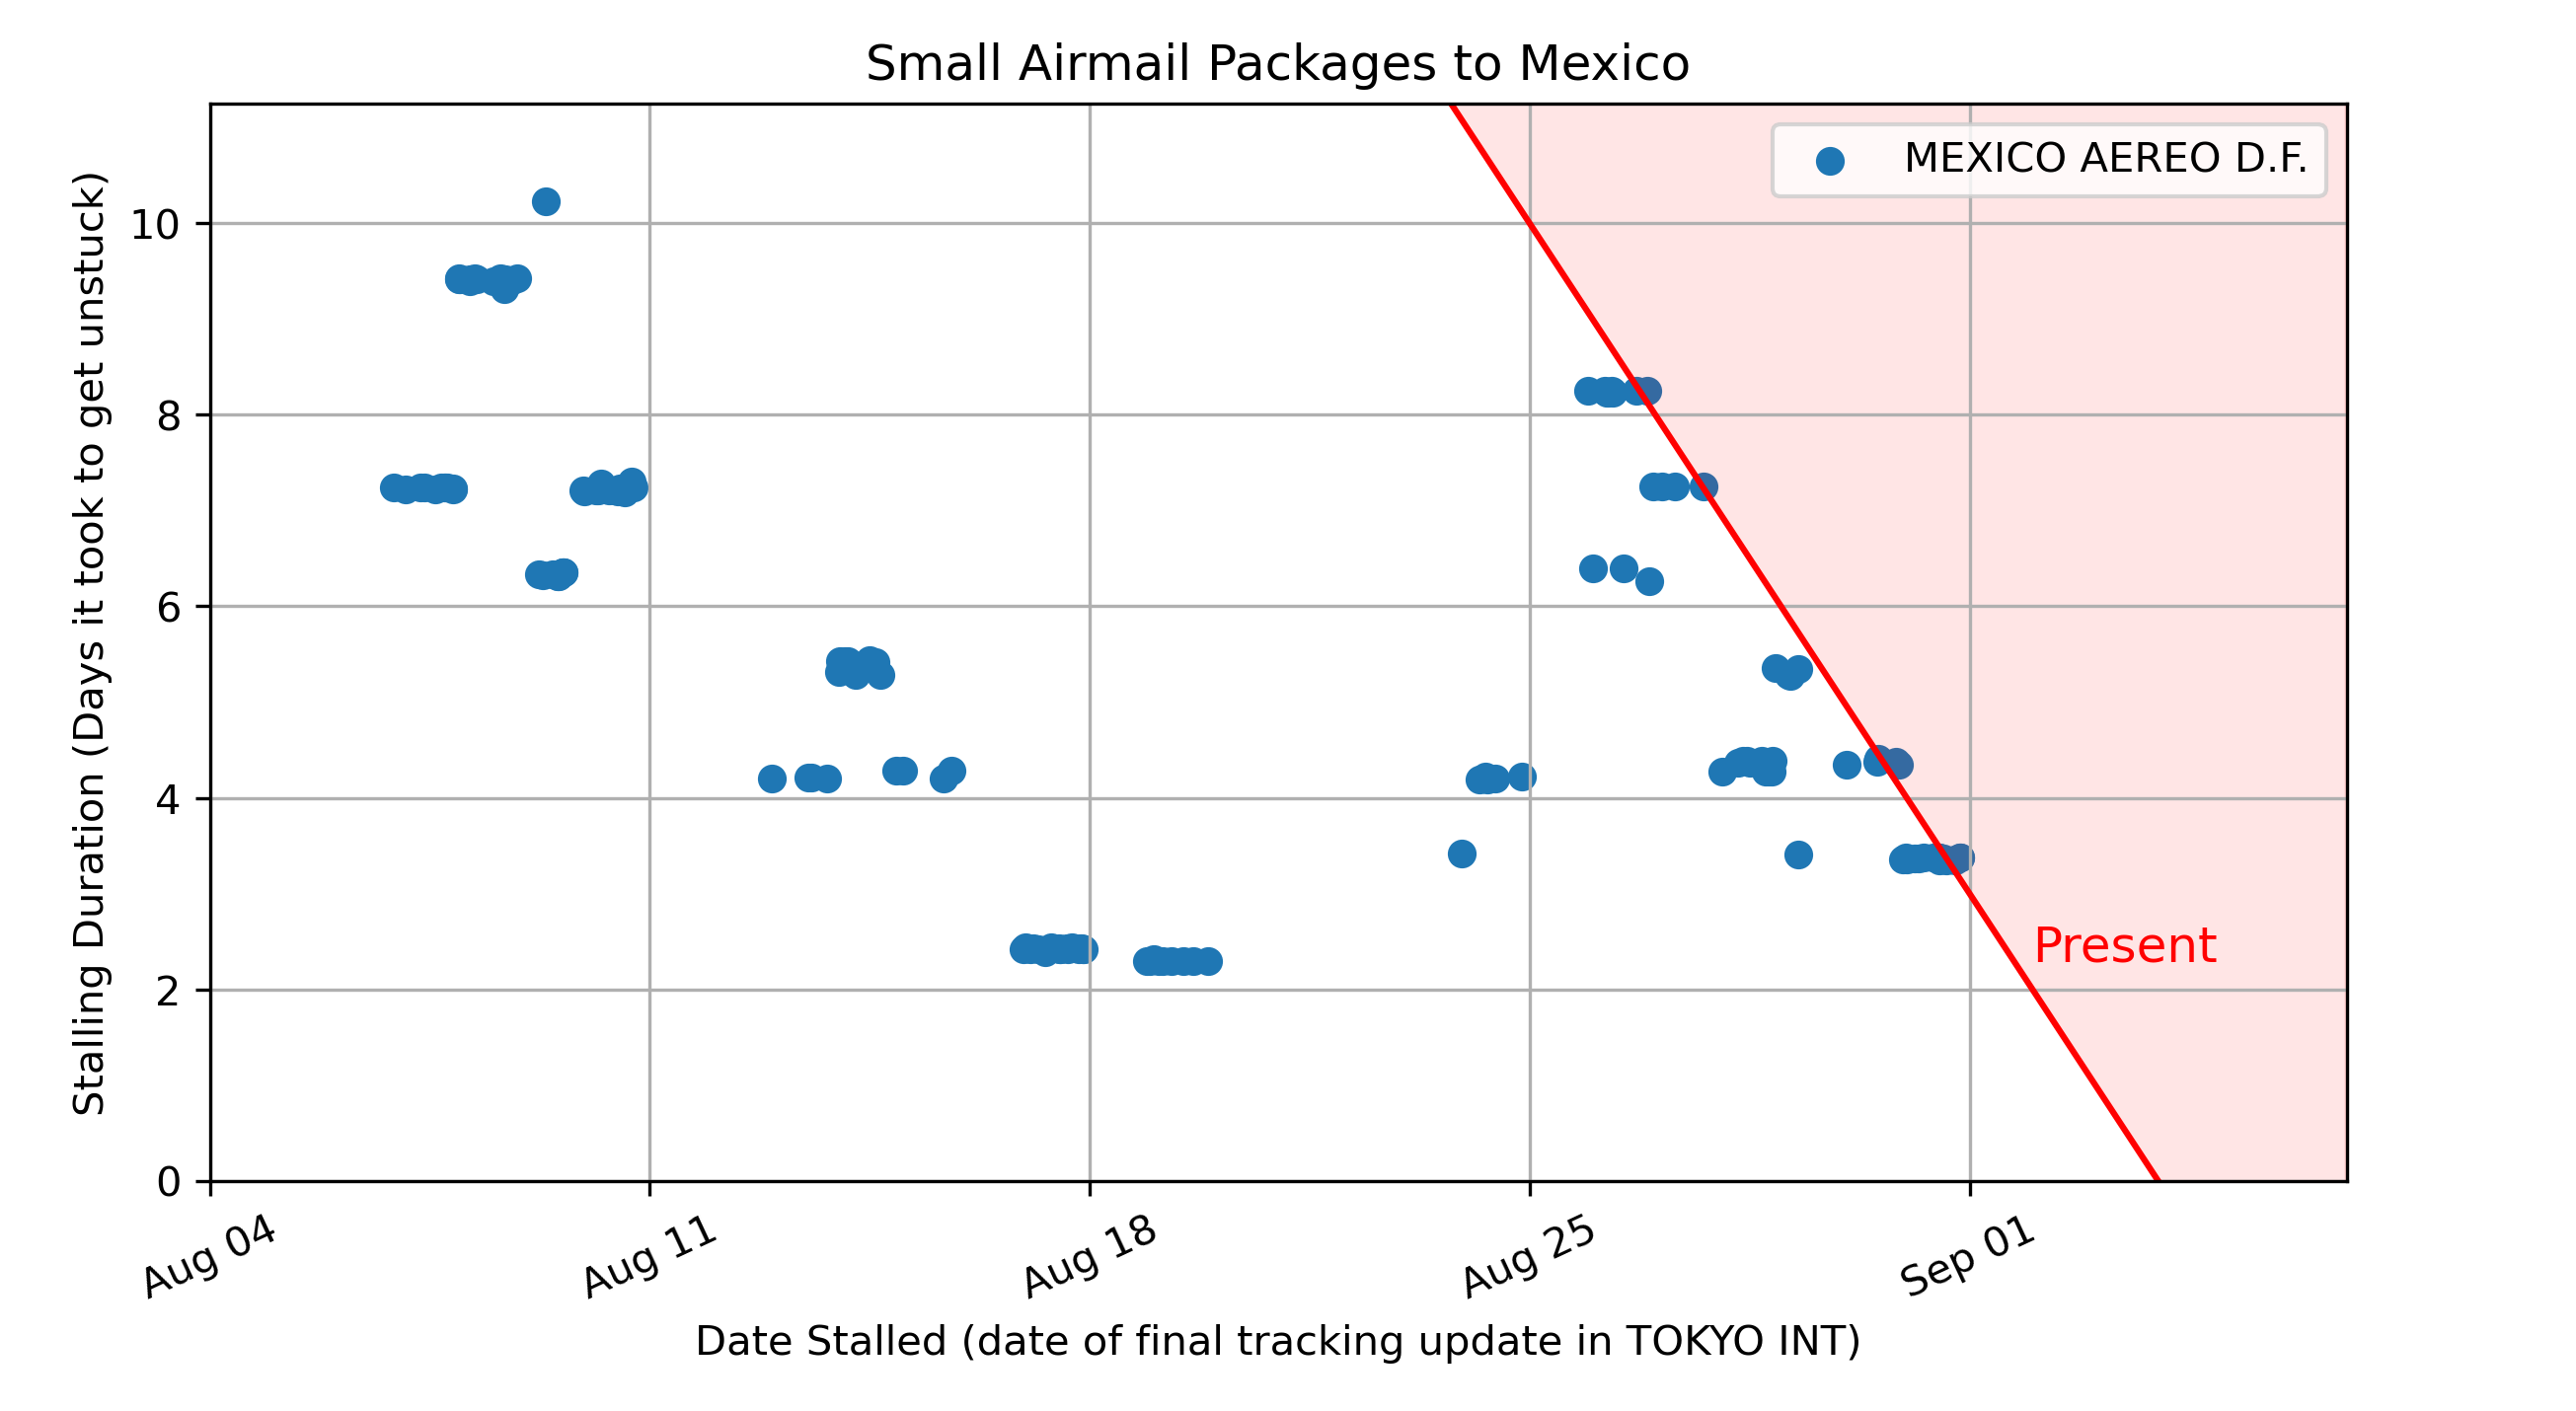 Small Airmail Packages to Mexico
MEXICO AEREO D.F.
Stalling Duration (Days it took to get unstuck)
10
8
6
4
2
0
Present
Aug 04
Aug 11
Aug 18
Aug 25
Sep 01
Date Stalled (date of final tracking update in TOKYO INT)